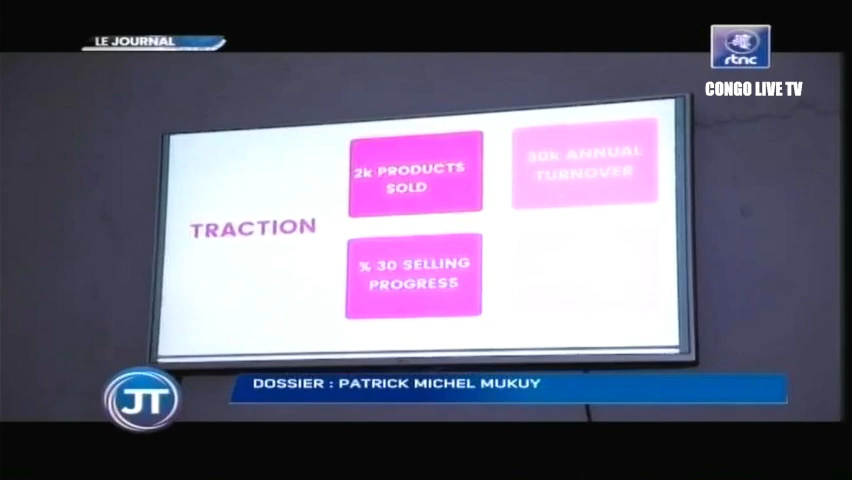 LE JOURNAL
rtnc
CONGO LIVE TV
TRACTION
2k PRODUCTS
SOLD
30k ANNUAL
TURNOVER
% 30 SELLING
PROGRESS
JT
DOSSIER : PATRICK MICHEL MUKUY